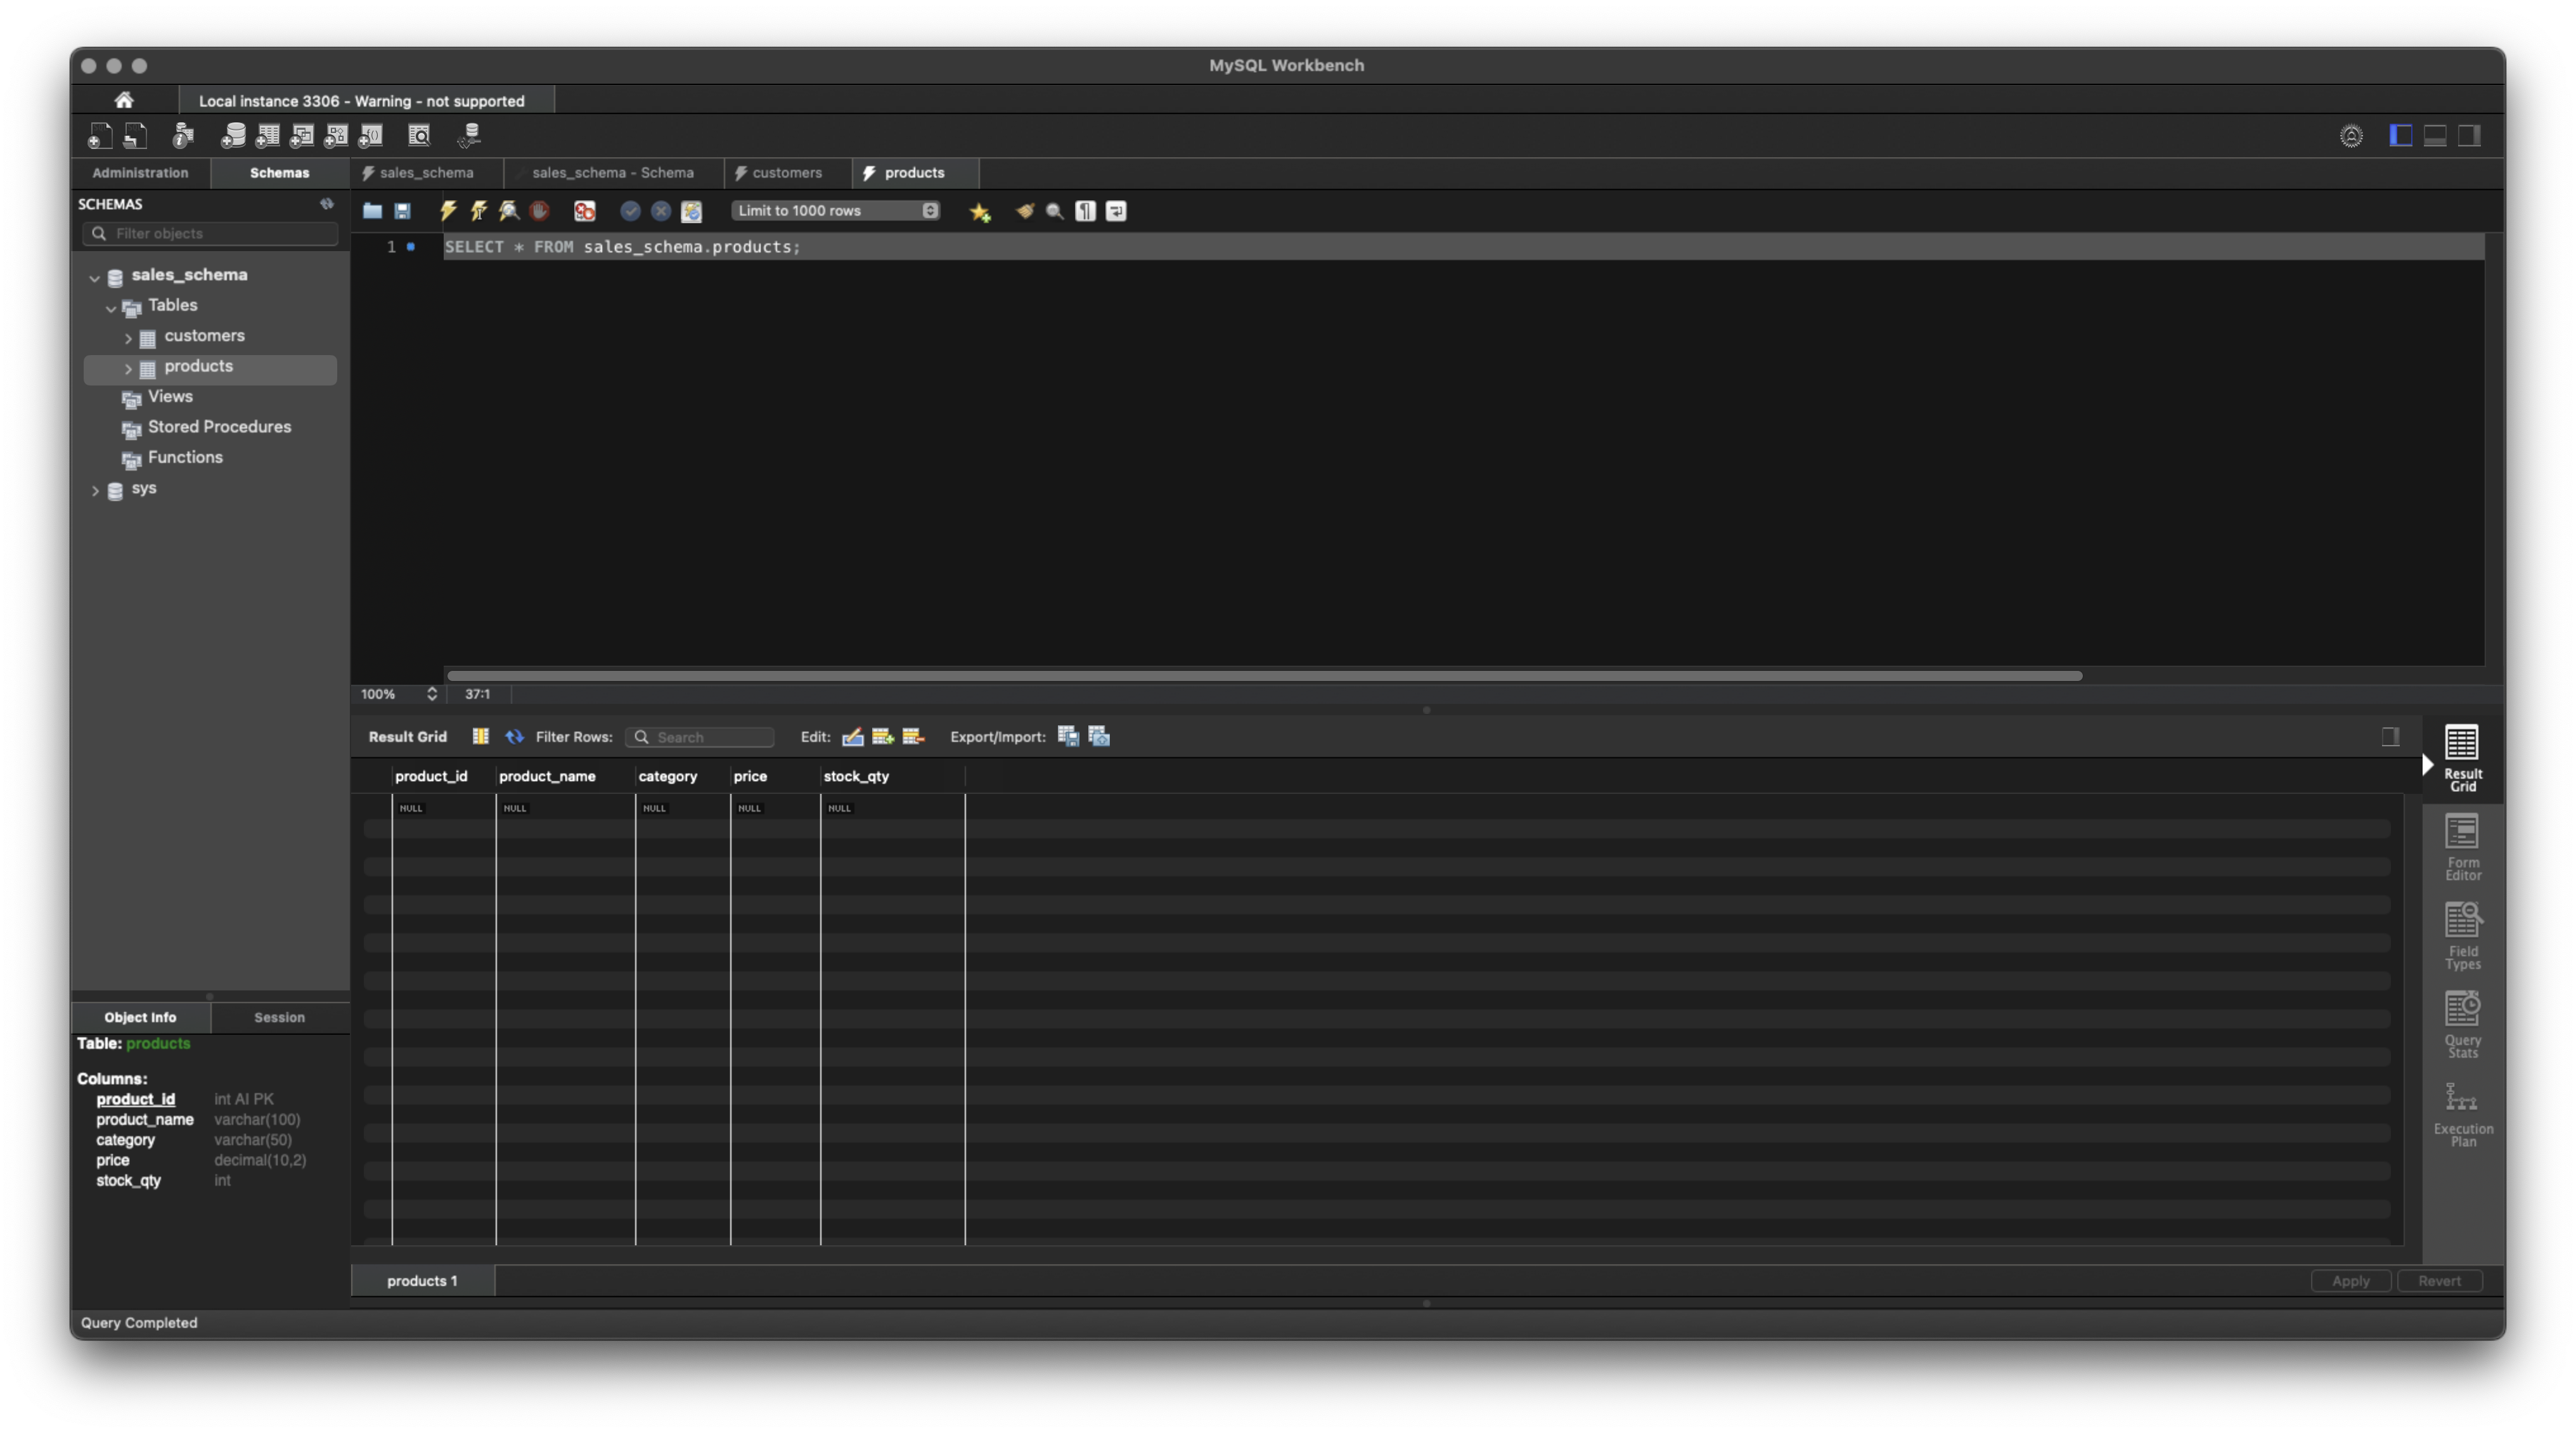 MySQL Workbench
Local instance 3306 - Warning - not supported
Administration
Schemas
sales_schema
sales_schema - Schema
customers
products
SCHEMAS
Filter objects
Limit to 1000 rows
1
SELECT * FROM sales_schema.products;
sales_schema
Tables
customers
products
Views
Stored Procedures
Functions
sys
100%
37:1
Result Grid
Filter Rows:
Search
Edit:
Export/Import:
product_id
product_name
category
price
stock_qty
NULL
NULL
NULL
NULL
NULL
Result
Grid
Form
Editor
Field
Types
Query
Stats
Execution
Plan
Object Info
Session
Table: products
Columns:
product_id int AI PK
product_name varchar(100)
category varchar(50)
price decimal(10,2)
stock_qty int
products 1
Apply
Revert
Query Completed